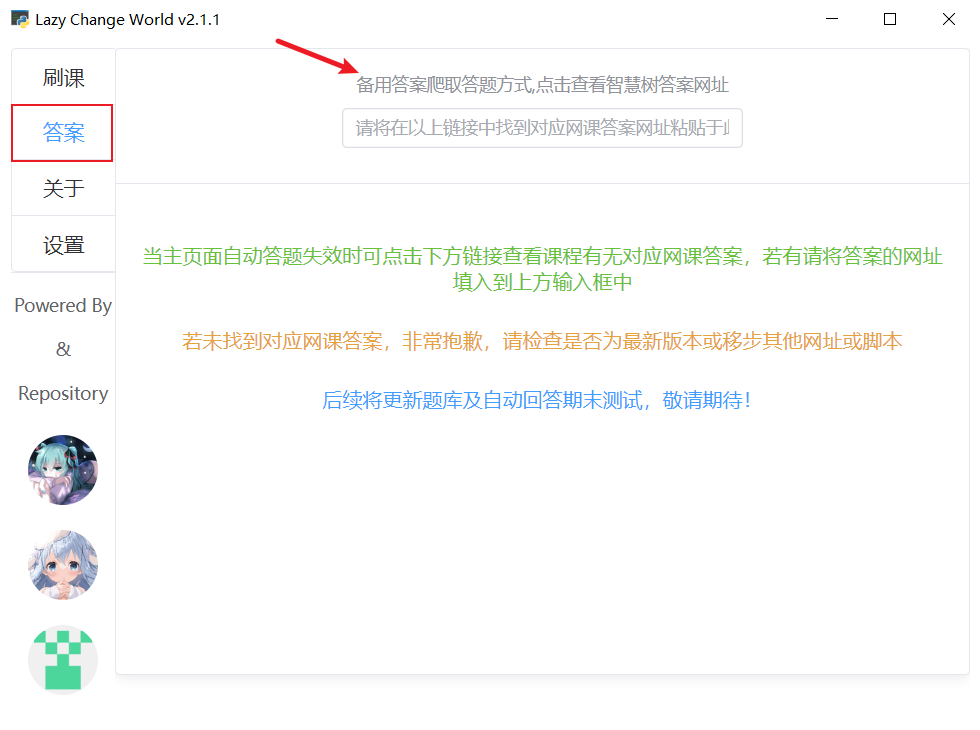 Lazy Change World v2.1.1
刷课
答案
关于
设置
Powered By
&
Repository
备用答案爬取答题方式,点击查看智慧树答案网址
请将在以上链接中找到对应网课答案网址粘贴于
当主页面自动答题失效时可点击下方链接查看课程有无对应网课答案，若有请将答案的网址
填入到上方输入框中
若未找到对应网课答案，非常抱歉，请检查是否为最新版本或移步其他网址或脚本
后续将更新题库及自动回答期末测试，敬请期待！